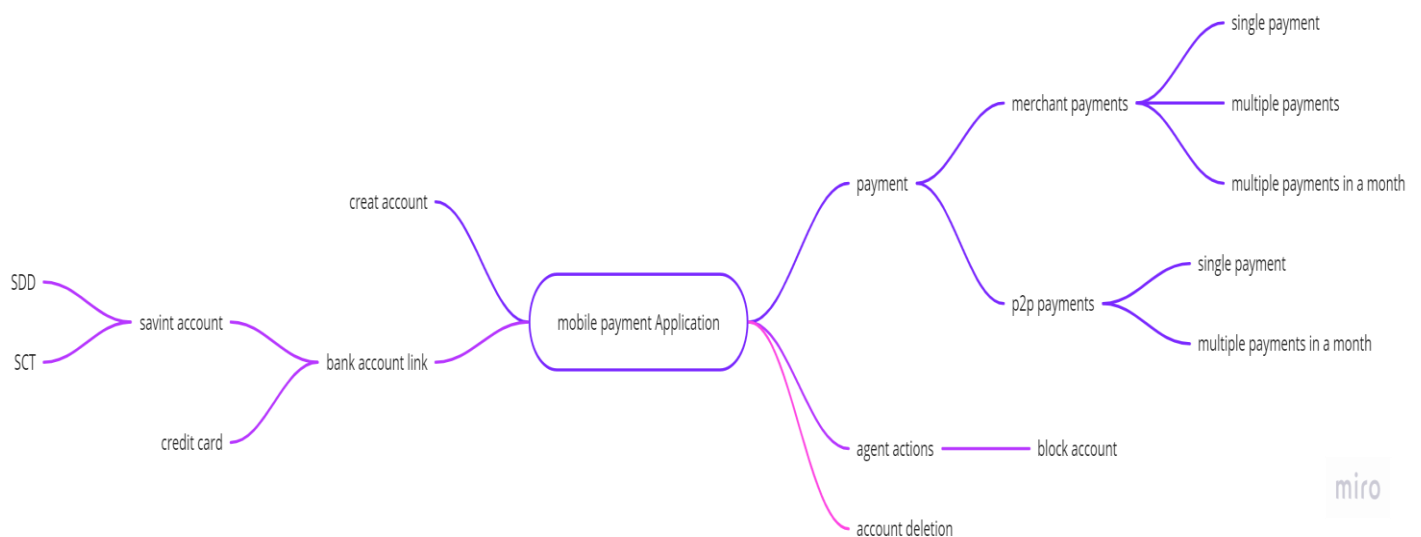 single payment
merchant payments
multiple payments
payment
multiple payments in a month
creat account
single payment
SDD
p2p payments
savint account
mobile payment Application
multiple payments in a month
SCT
bank account link
credit card
agent actions
block account
account deletion
miro